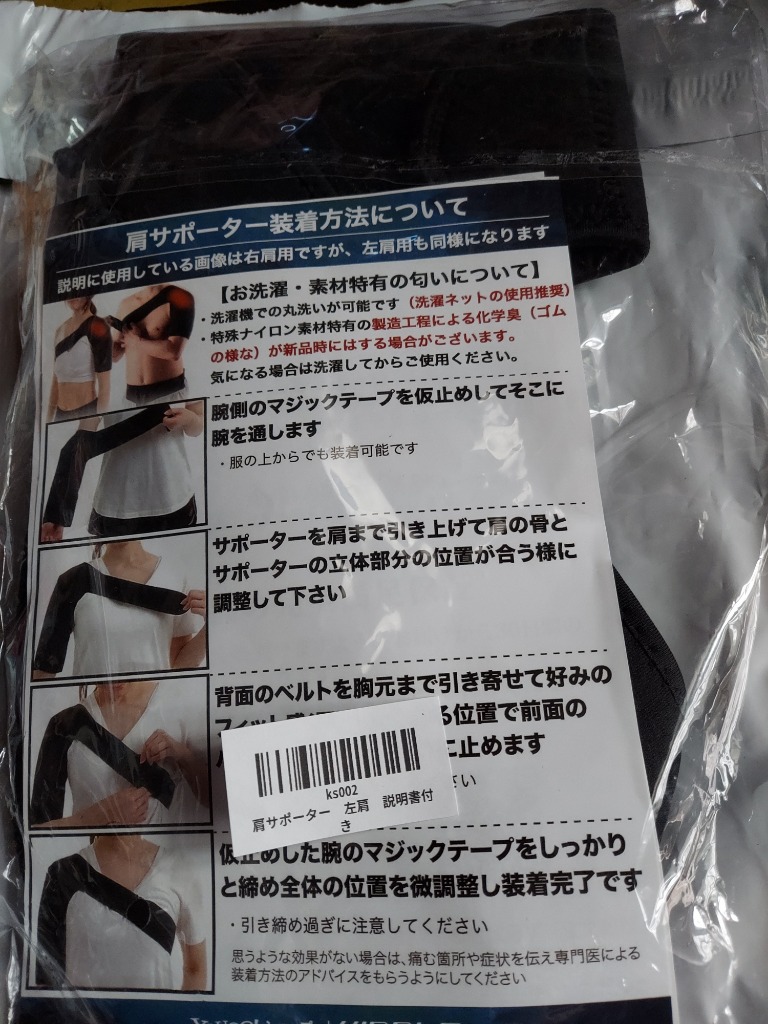 肩サポーター装着方法について
説明に使用している画像は右肩用ですが、左肩用も同様になります
【お洗濯・素材特有の匂いについて】
・洗濯機での丸洗いが可能です（洗濯ネットの使用推奨）
・特殊ナイロン素材特有の製造工程による化学臭（ゴム
の様な）が新品時にはする場合がございます。
気になる場合は洗濯してからご使用ください。
腕側のマジックテープを仮止めしてそこに
腕を通します
・服の上からでも装着可能です
サポーターを肩まで引き上げて肩の骨と
サポーターの立体部分の位置が合う様に
調整して下さい
背面のベルトを胸元まで引き寄せて好みの
フィット る位置で前面の
に止めます
さい
ks002
肩サポーター 左肩 説明書付
き
仮止めした腕のマジックテープをしっかり
と締め全体の位置を微調整し装着完了です
・引き締め過ぎに注意してください
思うような効果がない場合は、痛む箇所や症状を伝え専門医による
装着方法のアドバイスをもらうようにしてください